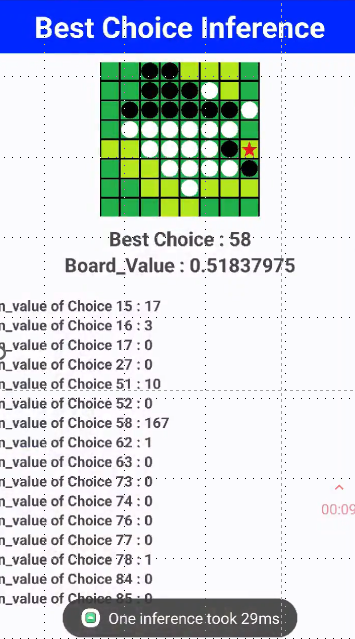 Best Choice Inference
Best Choice : 58
Board_Value : 0.51837975
n_value of Choice 15 : 17
n_value of Choice 16 : 3
n_value of Choice 17 : 0
n_value of Choice 27 : 0
n_value of Choice 51 : 10
n_value of Choice 52 : 0
n_value of Choice 58 : 167
n_value of Choice 62 : 1
n_value of Choice 63 : 0
n_value of Choice 73 : 0
n_value of Choice 74 : 0
n_value of Choice 76 : 0
n_value of Choice 77 : 0
n_value of Choice 78 : 1
n_value of Choice 84 : 0
n_value of Choice 85 : 0
00:09
One inference took 29ms